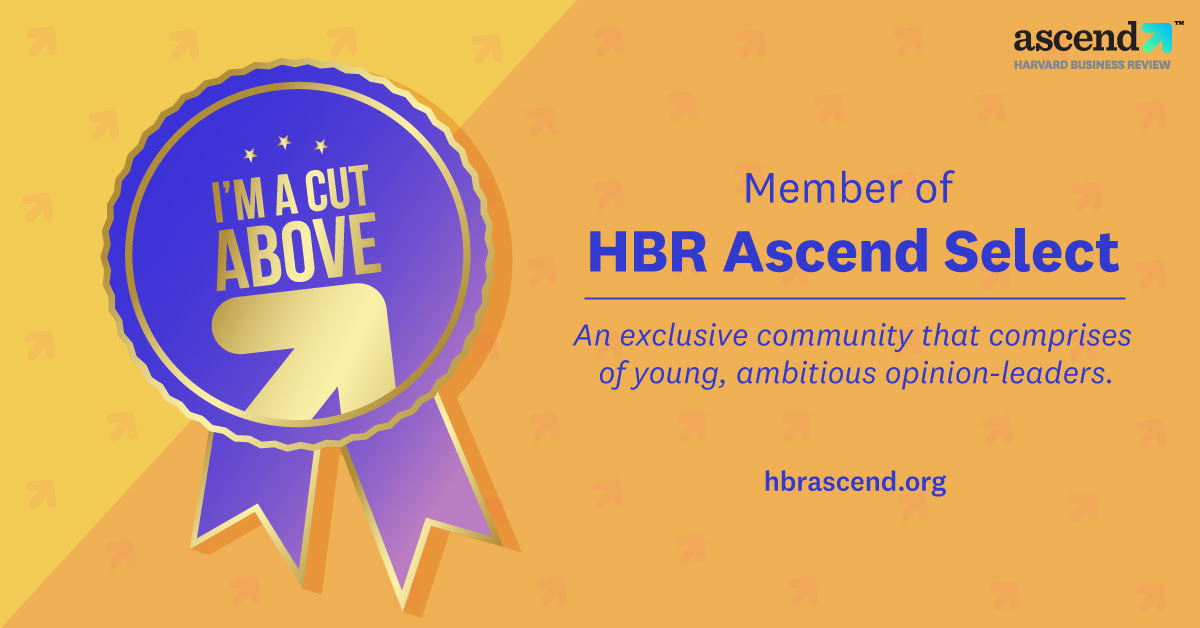 ascend™
HARVARD BUSINESS REVIEW
I'M A CUT
ABOVE
Member of
HBR Ascend Select
An exclusive community that comprises
of young, ambitious opinion-leaders.
hbrascend.org